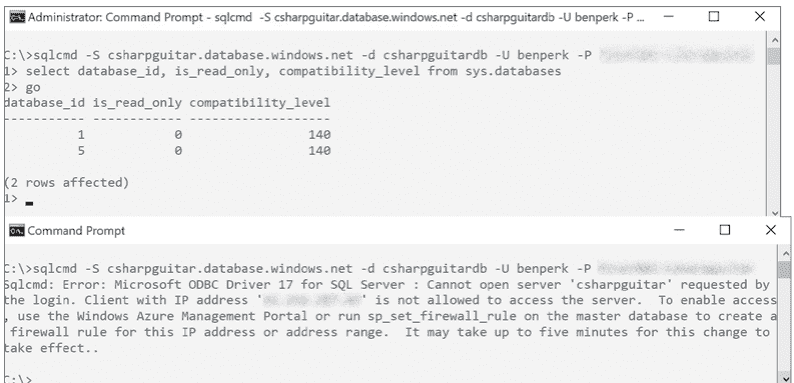 Administrator: Command Prompt - sqlcmd -S csharpguitar.database.windows.net -d csharpguitardb -U benperk -P ...
C:\>sqlcmd -S csharpguitar.database.windows.net -d csharpguitardb -U benperk -P
1> select database_id, is_read_only, compatibility_level from sys.databases
2> go
database_id is_read_only compatibility_level
----------- ------------ -------------------
1 0 140
5 0 140
(2 rows affected)
1>
Command Prompt
C:\>sqlcmd -S csharpguitar.database.windows.net -d csharpguitardb -U benperk -P
Sqlcmd: Error: Microsoft ODBC Driver 17 for SQL Server : Cannot open server 'csharpguitar' requested by
the login. Client with IP address ' ' is not allowed to access the server. To enable access
, use the Windows Azure Management Portal or run sp_set_firewall_rule on the master database to create a
firewall rule for this IP address or address range. It may take up to five minutes for this change to
take effect..
C:\>